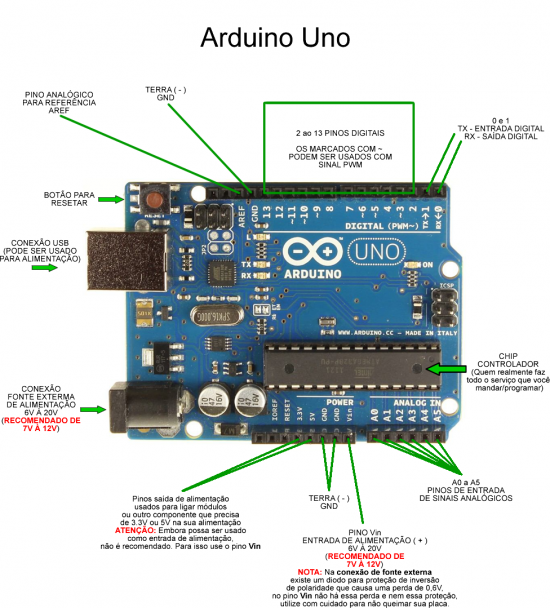 Arduino Uno
PINO ANALÓGICO
PARA REFERÊNCIA
AREF
TERRA ( - )
GND
2 ao 13 PINOS DIGITAIS
OS MARCADOS COM ~
PODEM SER USADOS COM
SINAL PWM
0 e 1
TX - ENTRADA DIGITAL
RX - SAÍDA DIGITAL
BOTÃO PARA
RESETAR
CONEXÃO USB
(PODE SER USADO
PARA ALIMENTAÇÃO)
CONEXÃO
FONTE EXTERMA
DE ALIMENTAÇÃO
6V À 20V
(RECOMENDADO DE
7V À 12V)
RESET
AREF
GND
13
12
~11
~10
~9
8
7
~6
~5
4
~3
2
TX→1
RX←0
DIGITAL (PWM~)
TX
RX
ARDUINO
UNO
ON
ICSP
SPK16.000G
WWW.ARDUINO.CC - MADE IN ITALY
47
47
IOREF
RESET
3.3V
5V
GND
GND
Vin
POWER
ANALOG IN
A0
A1
A2
A3
A4
A5
CHIP
CONTROLADOR
(Quem realmente faz
todo o serviço que você
mandar/programar)
Pinos saida de alimentação
usados para ligar módulos
ou outro componente que precisa
de 3.3V ou 5V na sua alimentação
ATENÇÃO: Embora possa ser usado
como entrada de alimentação,
não é recomendado. Para isso use o pino Vin
TERRA ( - )
GND
A0 a A5
PINOS DE ENTRADA
DE SINAIS ANALÓGICOS
PINO Vin
ENTRADA DE ALIMENTAÇÃO ( + )
6V À 20V
(RECOMENDADO DE
7V À 12V)
NOTA: Na conexão de fonte externa
existe um diodo para proteção de inversão
de polaridade que causa uma perda de 0,6V,
no pino Vin não há essa perda e nem essa proteção,
utilize com cuidado para não queimar sua placa.